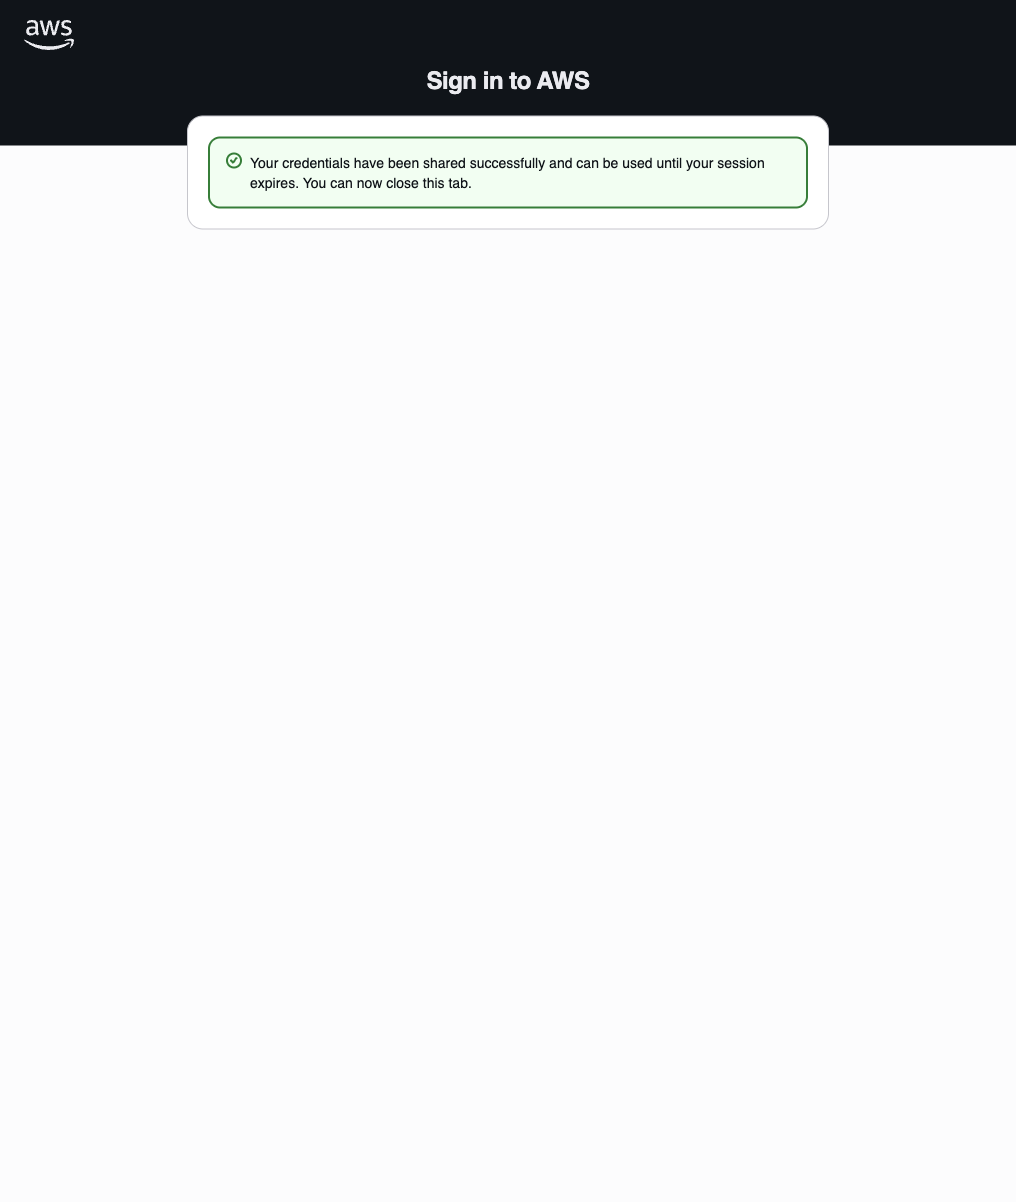 aws
Sign in to AWS
Your credentials have been shared successfully and can be used until your session
expires. You can now close this tab.